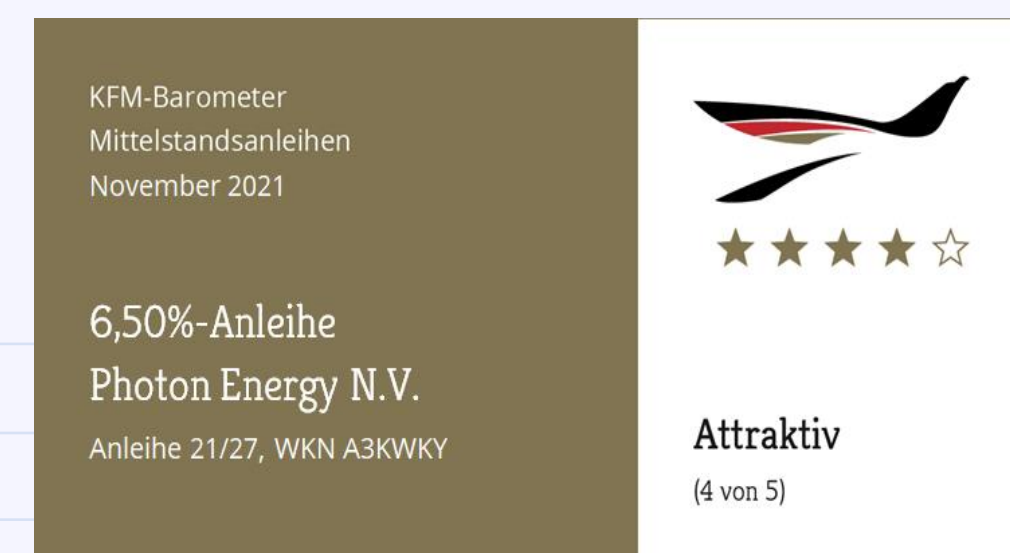 KFM-Barometer
Mittelstandsanleihen
November 2021
6,50%-Anleihe
Photon Energy N.V.
Anleihe 21/27, WKN A3KWKY
Attraktiv
(4 von 5)